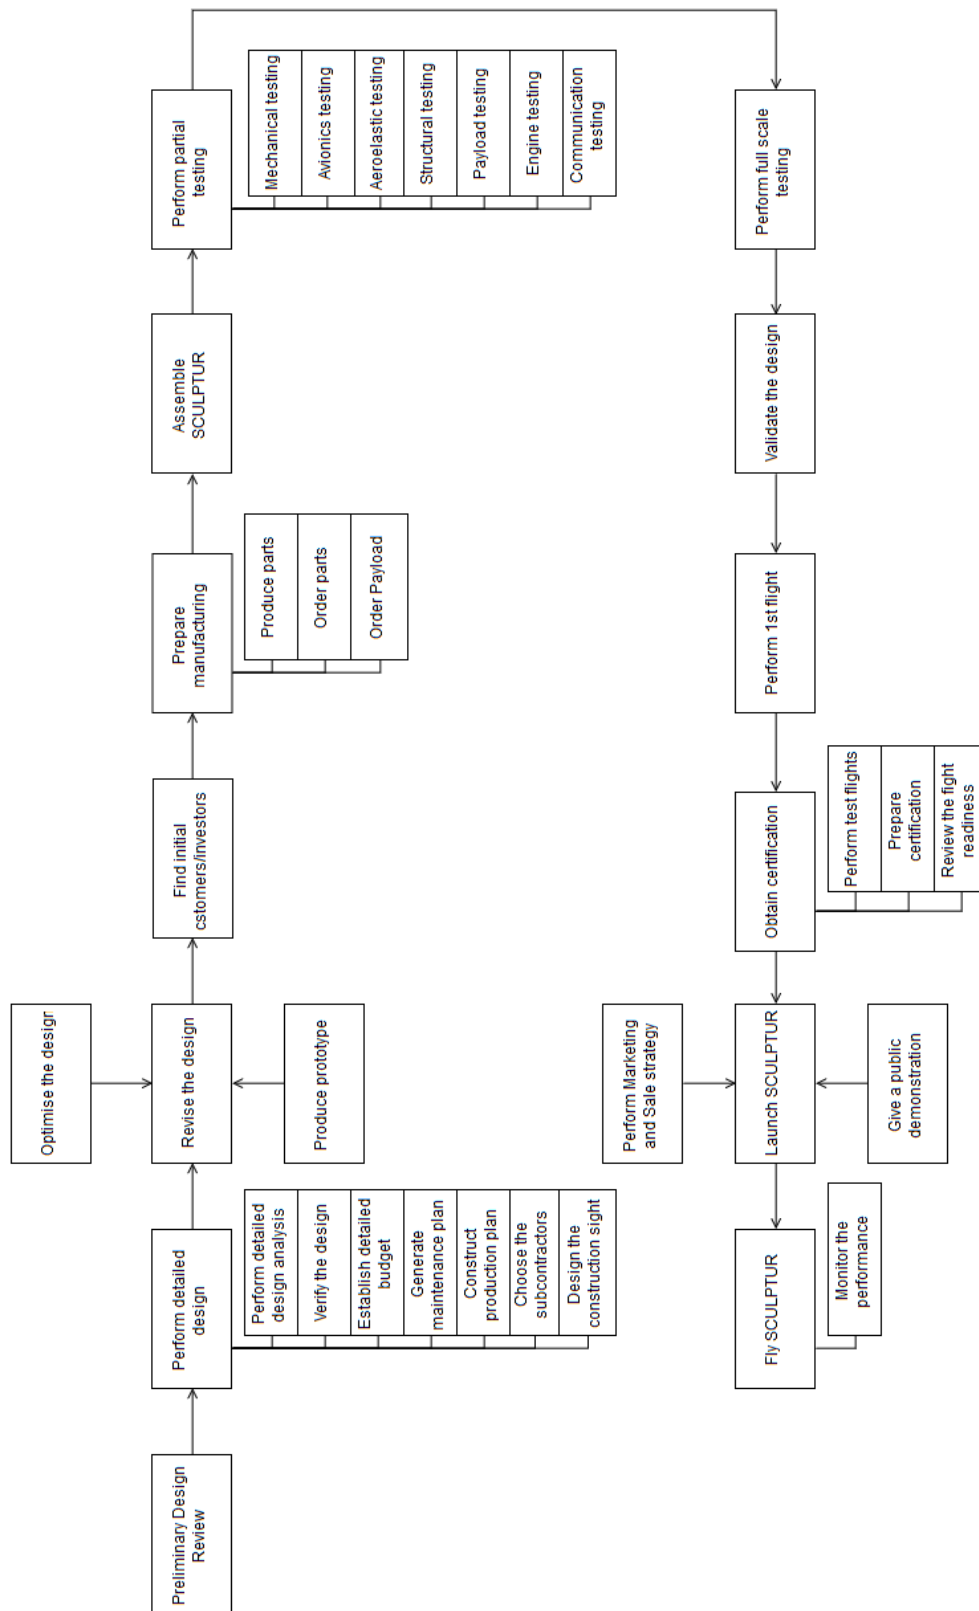 Preliminary Design
Review
Perform detailed
design
Perform detailed
design analysis
Verify the design
Establish detailed
budget
Generate
maintenance plan
Construct
production plan
Choose the
subcontractors
Design the
construction sight
Optimise the design
Revise the design
Produce prototype
Find initial
cstomers/investors
Prepare
manufacturing
Produce parts
Order parts
Order Payload
Assemble
SCULPTUR
Perform partial
testing
Mechanical testing
Avionics testing
Aeroelastic testing
Structural testing
Payload testing
Engine testing
Communication
testing
Perform full scale
testing
Validate the design
Perform 1st flight
Obtain certification
Perform test flights
Prepare
certification
Review the fight
readiness
Perform Marketing
and Sale strategy
Launch SCULPTUR
Give a public
demonstration
Fly SCULPTUR
Monitor the
performance